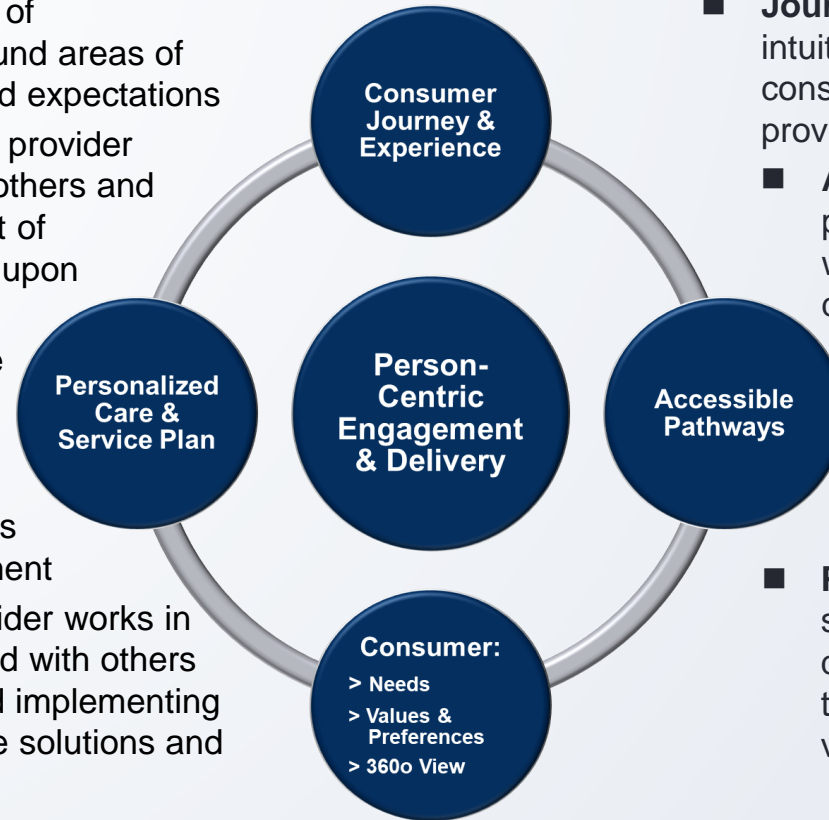 of
und areas of
d expectations
provider
others and
t of
upon
e
s
nent
ider works in
d with others
d implementing
e solutions and
Consumer
Journey &
Experience
Personalized
Care &
Service Plan
Person-
Centric
Engagement
& Delivery
Accessible
Pathways
Consumer:
> Needs
> Values &
Preferences
> 360o View
Jour
intuit
cons
prov
A
p
v
c
F
s
c
t
v